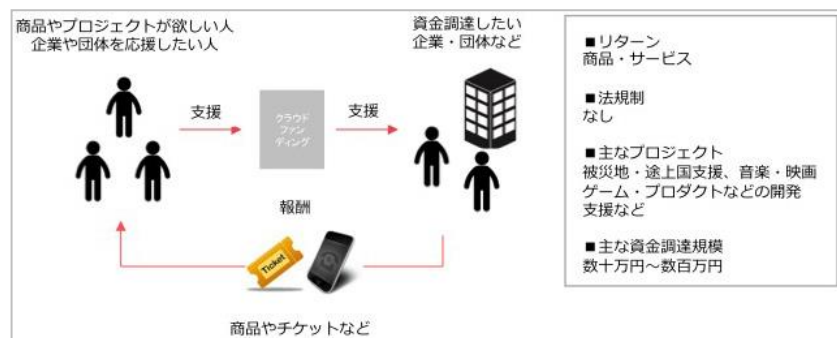 商品やプロジェクトが欲しい人
企業や団体を応援したい人
支援
クラウド
ファン
ディング
支援
資金調達したい
企業・団体など
報酬
Ticket
商品やチケットなど
■リターン
商品・サービス
■法規制
なし
■主なプロジェクト
被災地・途上国支援、音楽・映画
ゲーム・プロダクトなどの開発
支援など
■主な資金調達規模
数十万円～数百万円